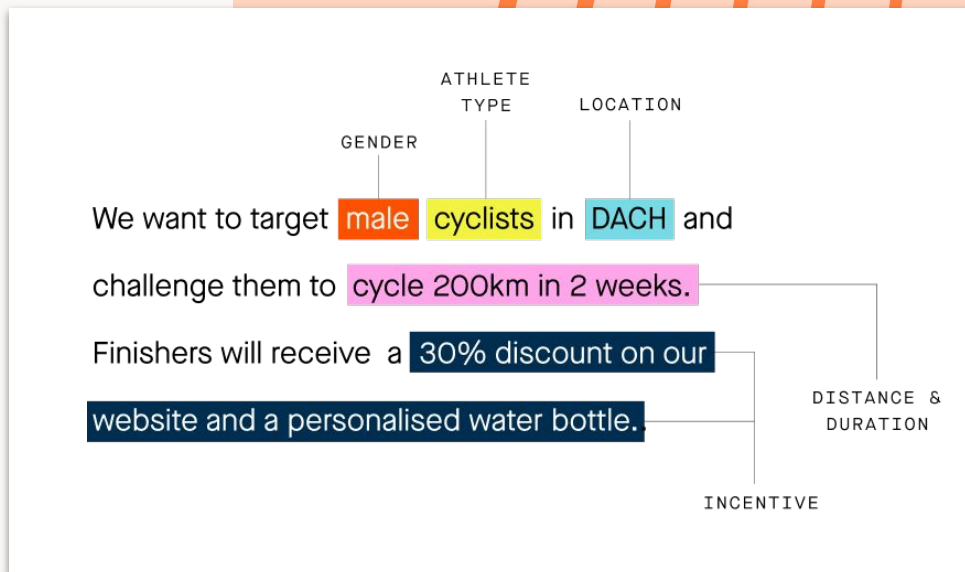 ATHLETE
TYPE
LOCATION
GENDER
We want to target male cyclists in DACH and
challenge them to cycle 200km in 2 weeks.
Finishers will receive a 30% discount on our
website and a personalised water bottle..
DISTANCE &
DURATION
INCENTIVE